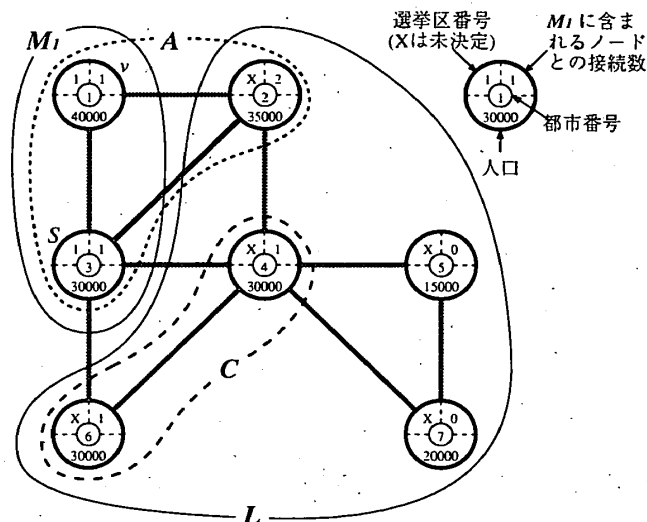 M1
A
選挙区番号
(Xは未決定)
M1に含ま
れるノード
との接続数
1 1
v
1
40000
X 2
2
35000
1 1
1
30000
都市番号
人口
S
1 1
3
30000
X 1
4
30000
X 0
5
15000
C
X 1
6
30000
X 0
7
20000
L